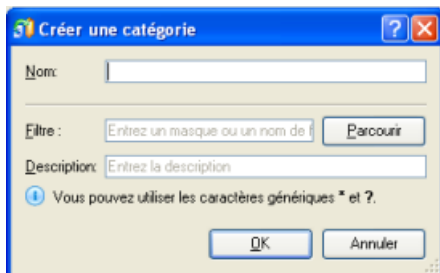 Créer une catégorie
Nom:
Filtre : Entrez un masque ou un nom de f Parcourir
Description: Entrez la description
Vous pouvez utiliser les caractères génériques * et ?.
OK Annuler